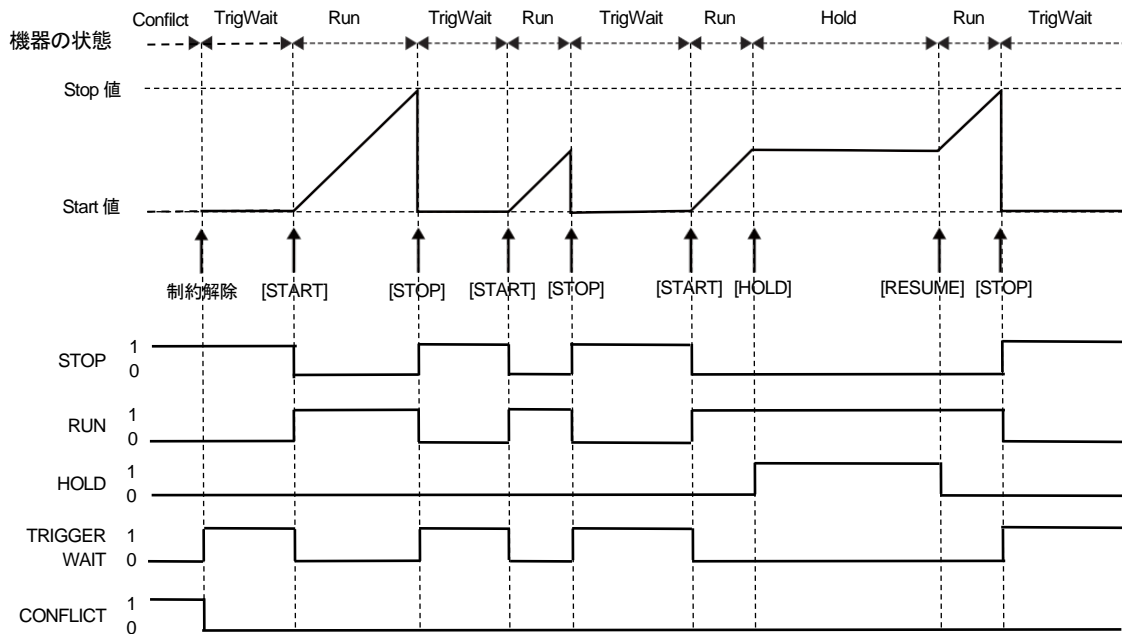 Confilct TrigWait Run TrigWait Run TrigWait Run Hold Run TrigWait
機器の状態
Stop 値
Start 値
制約解除 [START] [STOP] [START] [STOP] [START] [HOLD] [RESUME] [STOP]
STOP 1
0
RUN 1
0
HOLD 1
0
TRIGGER 1
WAIT 0
CONFLICT 1
0